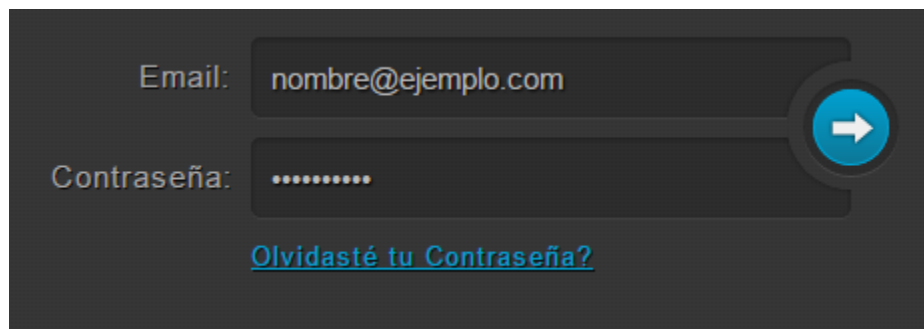 Email: nombre@ejemplo.com
Contraseña: ••••••••••
Olvidasté tu Contraseña?